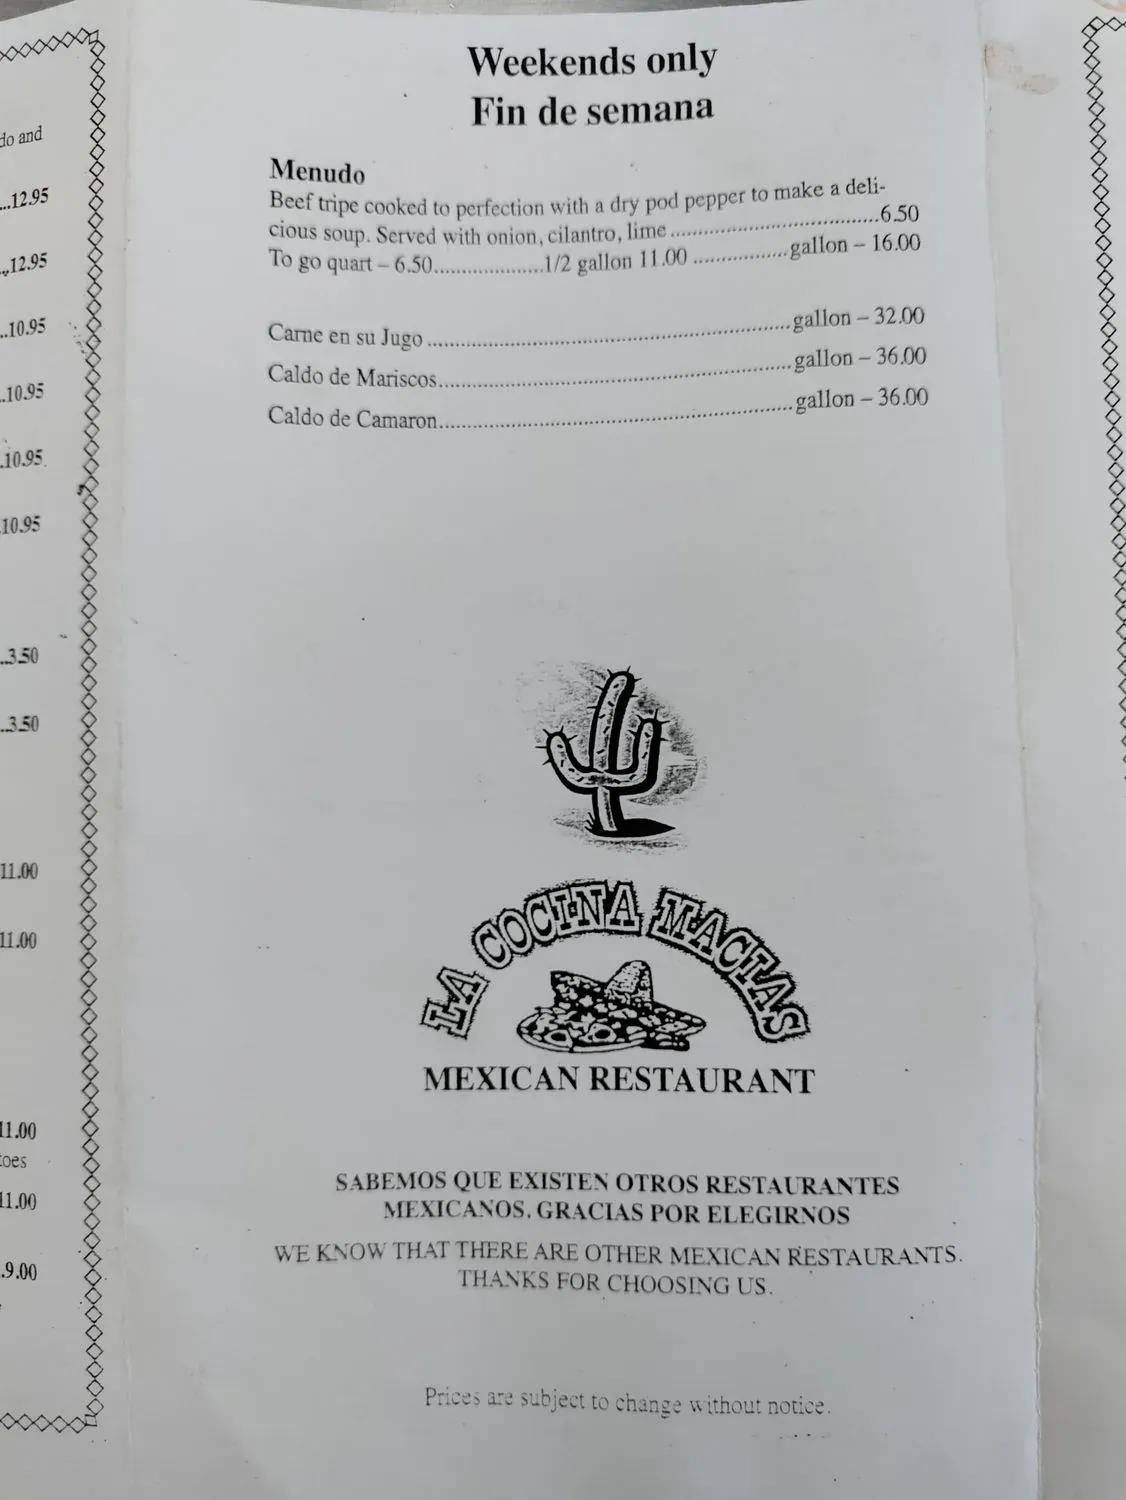 do and
...12.95
..12.95
..10.95
..10.95
.10.95
.10.95
..3.50
..3.50
11.00
11.00
11.00
toes
11.00
.9.00
Weekends only
Fin de semana
Menudo
Beef tripe cooked to perfection with a dry pod pepper to make a deli-
cious soup. Served with onion, cilantro, lime ..........................................6.50
To go quart – 6.50.....................1/2 gallon 11.00 ..................gallon – 16.00
Carne en su Jugo ......................................................................gallon – 32.00
Caldo de Mariscos.....................................................................gallon – 36.00
Caldo de Camaron.....................................................................gallon – 36.00
LA COCINA MACIAS
MEXICAN RESTAURANT
SABEMOS QUE EXISTEN OTROS RESTAURANTES
MEXICANOS. GRACIAS POR ELEGIRNOS
WE KNOW THAT THERE ARE OTHER MEXICAN RESTAURANTS.
THANKS FOR CHOOSING US.
Prices are subject to change without notice.